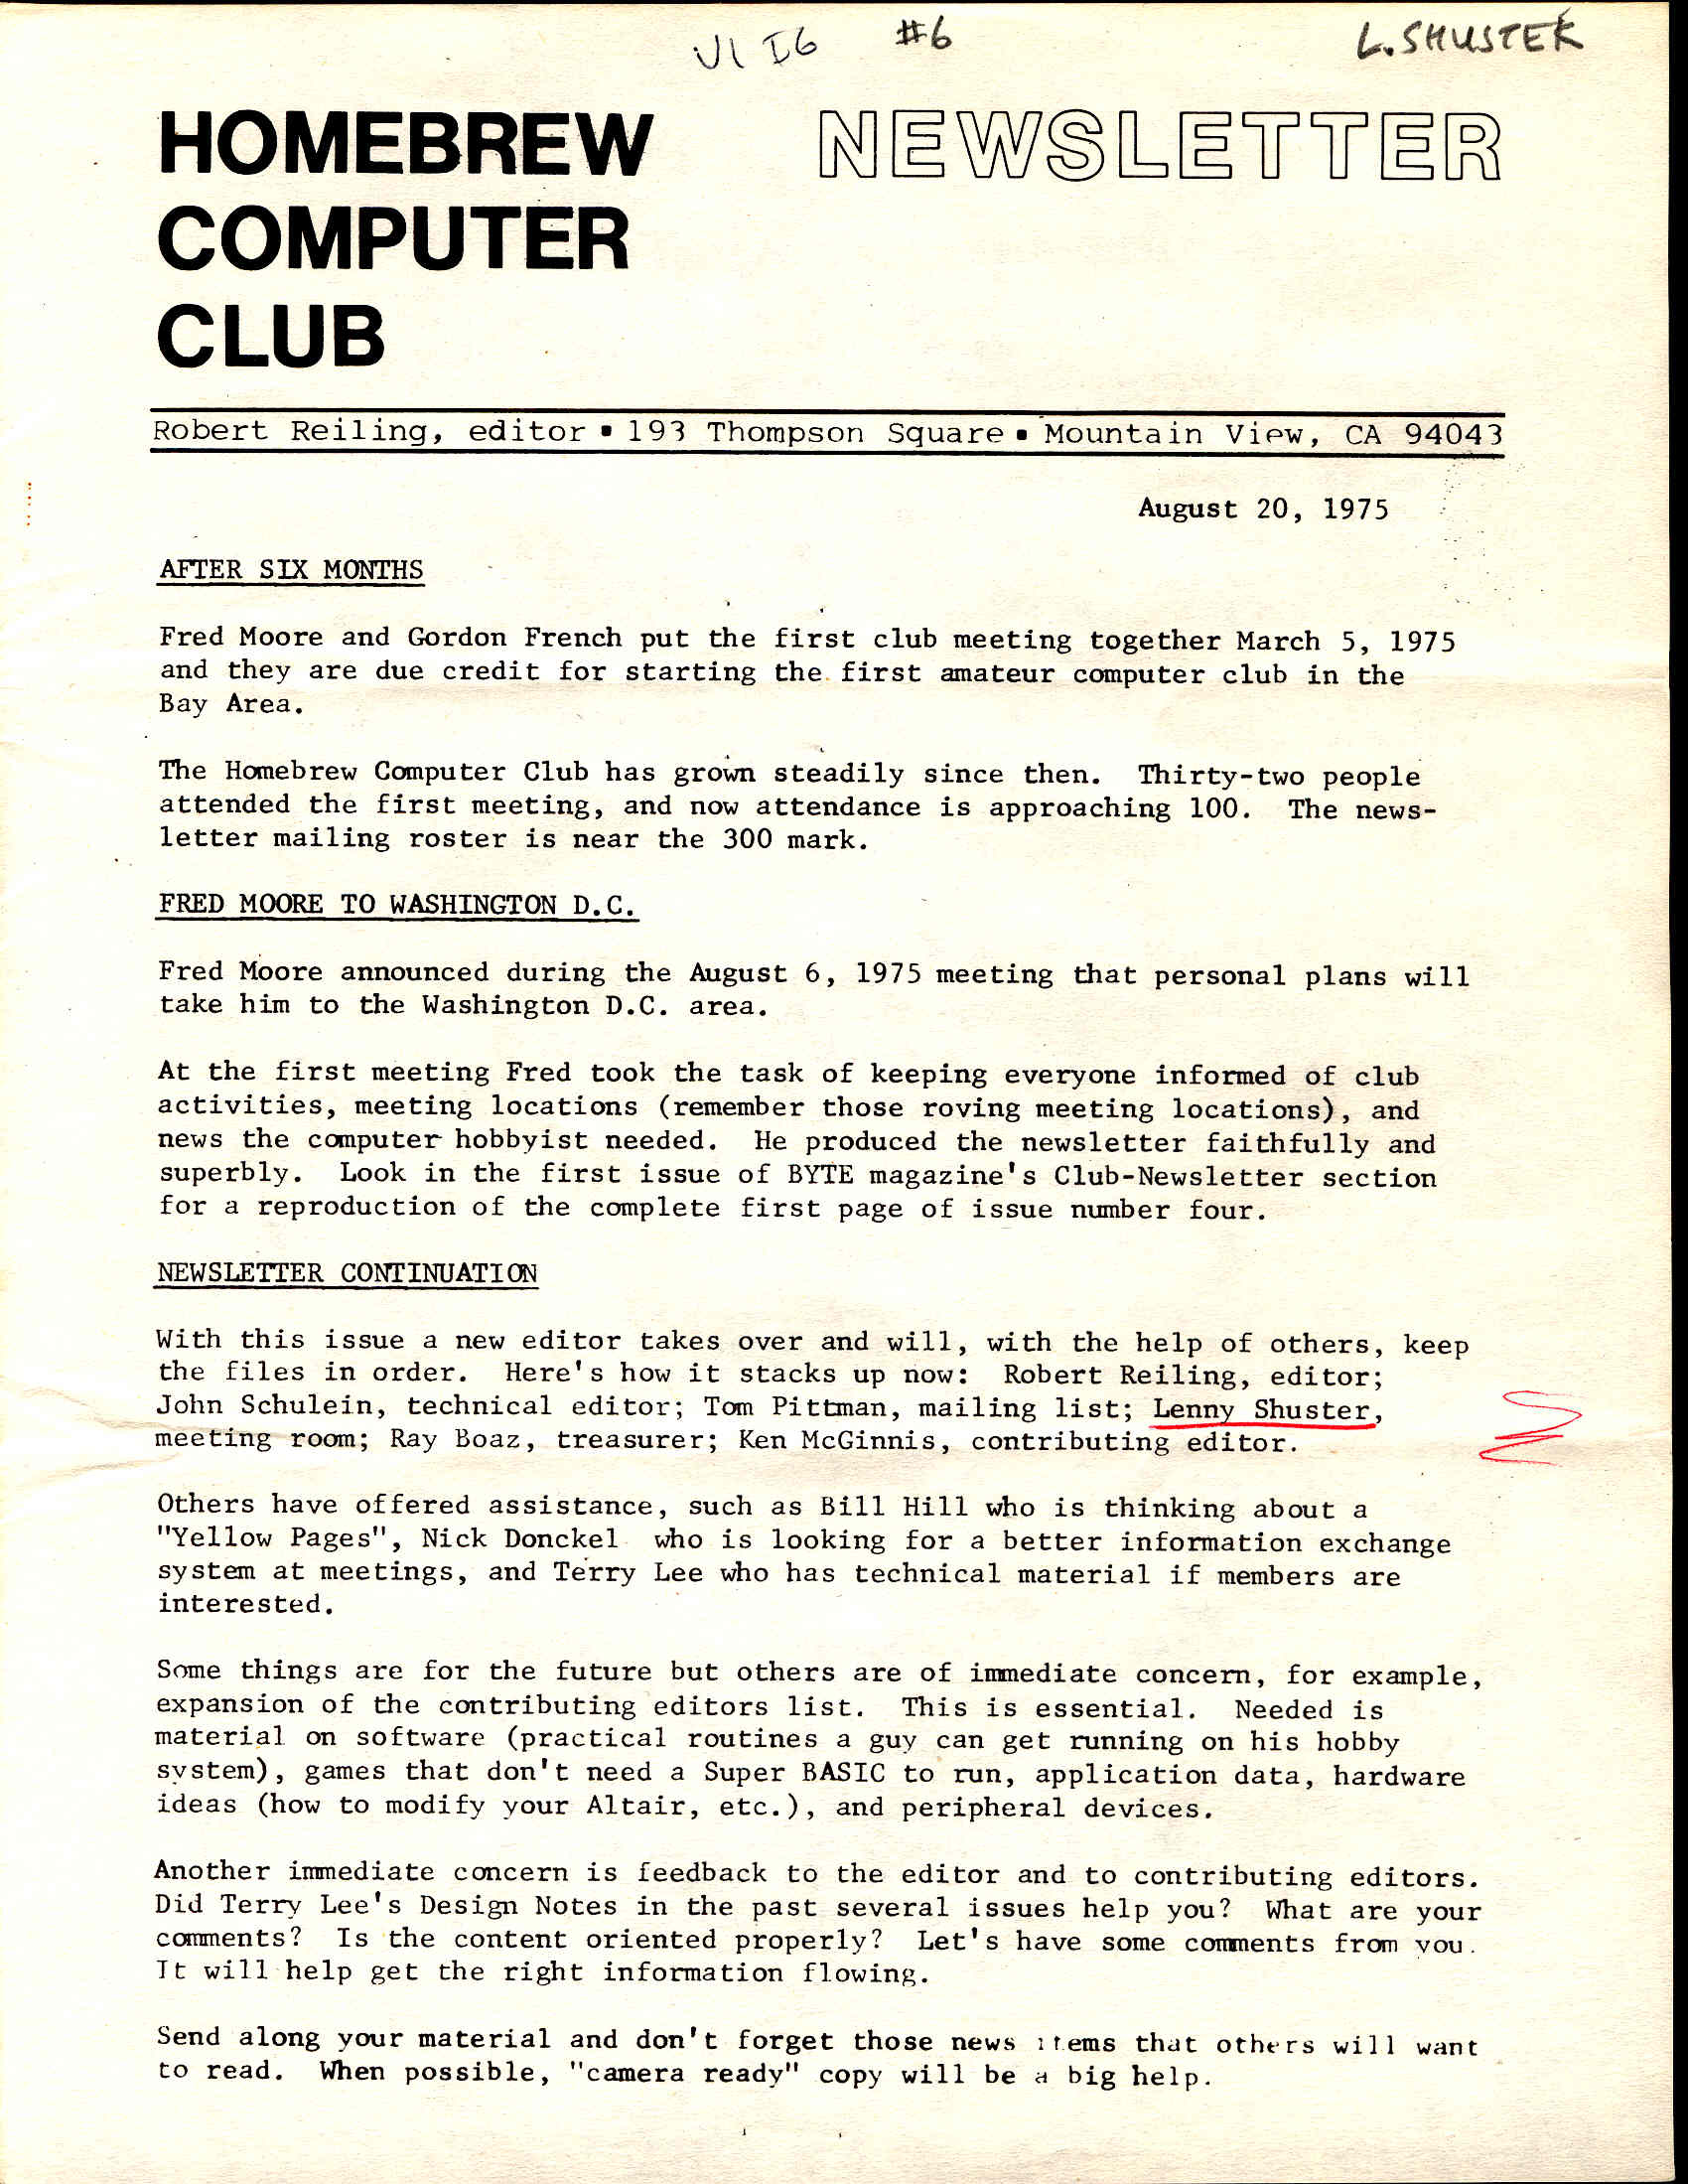 V1 I6 #6 L. SHUSTEK
HOMEBREW NEWSLETTER
COMPUTER
CLUB
Robert Reiling, editor ▪ 193 Thompson Square ▪ Mountain View, CA 94043
August 20, 1975
AFTER SIX MONTHS
Fred Moore and Gordon French put the first club meeting together March 5, 1975
and they are due credit for starting the first amateur computer club in the
Bay Area.
The Homebrew Computer Club has grown steadily since then. Thirty-two people
attended the first meeting, and now attendance is approaching 100. The news-
letter mailing roster is near the 300 mark.
FRED MOORE TO WASHINGTON D.C.
Fred Moore announced during the August 6, 1975 meeting that personal plans will
take him to the Washington D.C. area.
At the first meeting Fred took the task of keeping everyone informed of club
activities, meeting locations (remember those roving meeting locations), and
news the computer hobbyist needed. He produced the newsletter faithfully and
superbly. Look in the first issue of BYTE magazine's Club-Newsletter section
for a reproduction of the complete first page of issue number four.
NEWSLETTER CONTINUATION
With this issue a new editor takes over and will, with the help of others, keep
the files in order. Here's how it stacks up now: Robert Reiling, editor;
John Schulein, technical editor; Tom Pittman, mailing list; Lenny Shuster,
meeting room; Ray Boaz, treasurer; Ken McGinnis, contributing editor.
Others have offered assistance, such as Bill Hill who is thinking about a
"Yellow Pages", Nick Donckel who is looking for a better information exchange
system at meetings, and Terry Lee who has technical material if members are
interested.
Some things are for the future but others are of immediate concern, for example,
expansion of the contributing editors list. This is essential. Needed is
material on software (practical routines a guy can get running on his hobby
system), games that don't need a Super BASIC to run, application data, hardware
ideas (how to modify your Altair, etc.), and peripheral devices.
Another immediate concern is feedback to the editor and to contributing editors.
Did Terry Lee's Design Notes in the past several issues help you? What are your
comments? Is the content oriented properly? Let's have some comments from you.
It will help get the right information flowing.
Send along your material and don't forget those news items that others will want
to read. When possible, "camera ready" copy will be a big help.